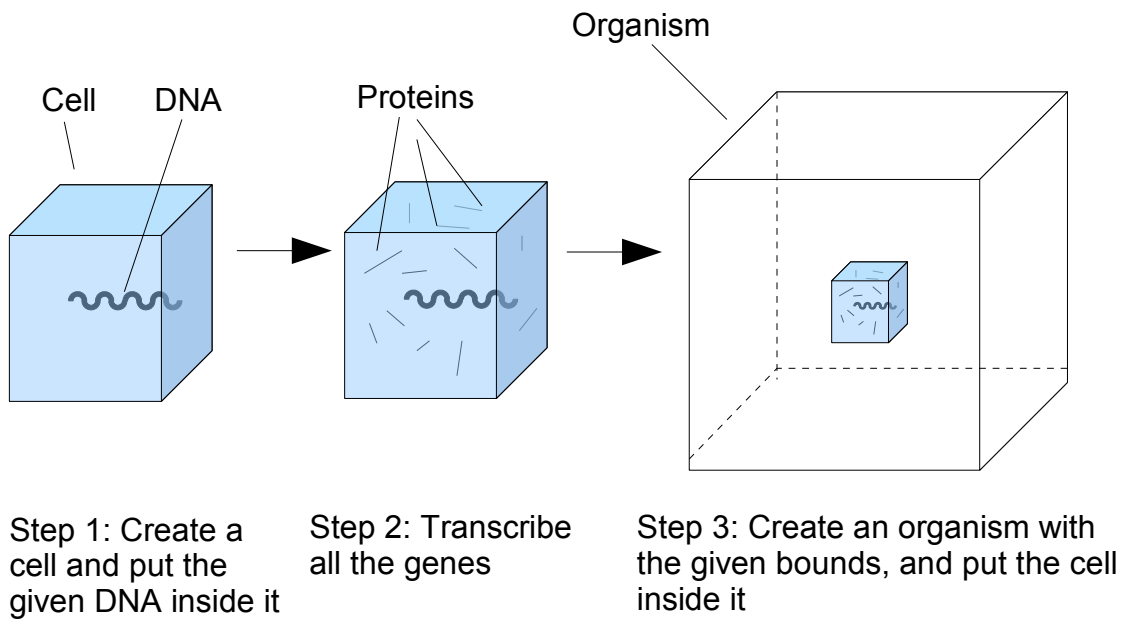 Organism
Cell
DNA
Proteins
Step 1: Create a
cell and put the
given DNA inside it
Step 2: Transcribe
all the genes
Step 3: Create an organism with
the given bounds, and put the cell
inside it